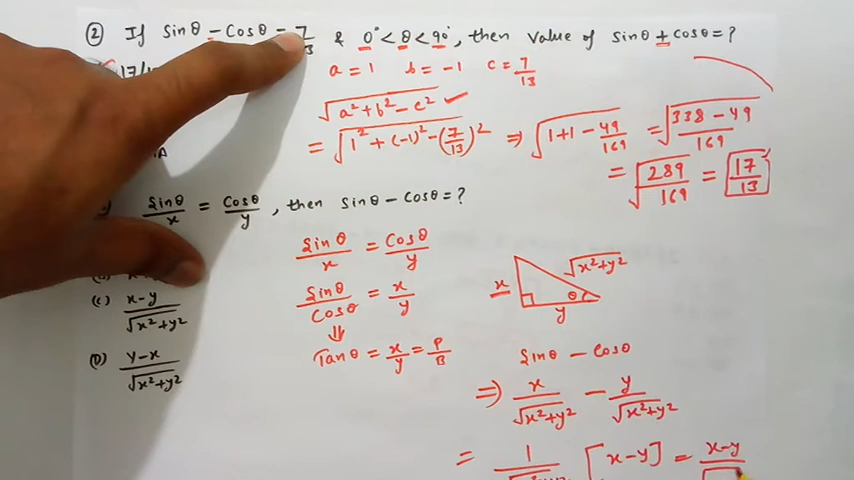 ② If Sinθ - Cosθ = 7/13 & 0° < θ < 90°, then value of sinθ + cosθ = ?
17/1
a = 1 b = -1 c = 7/13
√(a²+b²-c²) ✓
= √(1² + (-1)² - (7/13)²) ⇒ √(1+1 - 49/169) = √((338-49)/169)
= √(289/169) = 17/13
Sinθ/x = Cosθ/y, then sinθ - cosθ = ?
Sinθ/x = Cosθ/y
Sinθ/Cosθ = x/y
⇓
Tanθ = x/y = P/B
x √(x²+y²) θ
y
(C) (x-y)/√(x²+y²)
(D) (y-x)/√(x²+y²)
Sinθ - Cosθ
⇒ x/√(x²+y²) - y/√(x²+y²)
= 1/ [x-y] = (x-y)/√